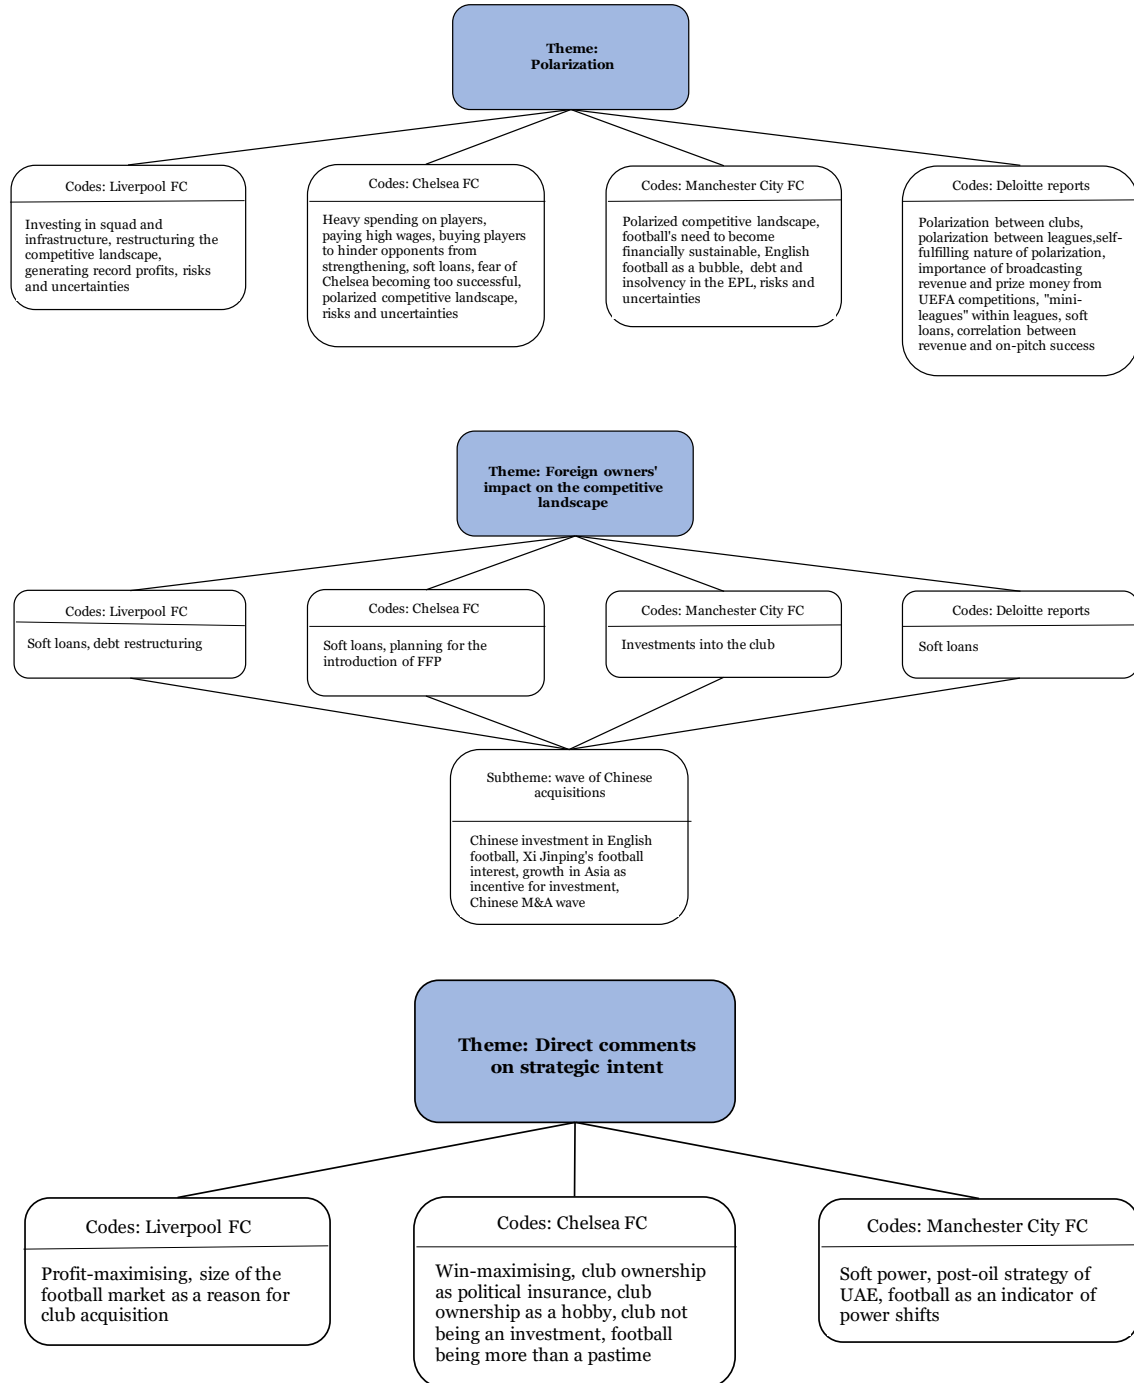 Theme:
Polarization
Codes: Liverpool FC
Investing in squad and
infrastructure, restructuring the
competitive landscape,
generating record profits, risks
and uncertainties
Codes: Chelsea FC
Heavy spending on players,
paying high wages, buying players
to hinder opponents from
strengthening, soft loans, fear of
Chelsea becoming too successful,
polarized competitive landscape,
risks and uncertainties
Codes: Manchester City FC
Polarized competitive landscape,
football's need to become
financially sustainable, English
football as a bubble, debt and
insolvency in the EPL, risks and
uncertainties
Codes: Deloitte reports
Polarization between clubs,
polarization between leagues,self-
fulfilling nature of polarization,
importance of broadcasting
revenue and prize money from
UEFA competitions, "mini-
leagues" within leagues, soft
loans, correlation between
revenue and on-pitch success
Theme: Foreign owners'
impact on the competitive
landscape
Codes: Liverpool FC
Soft loans, debt restructuring
Codes: Chelsea FC
Soft loans, planning for the
introduction of FFP
Codes: Manchester City FC
Investments into the club
Codes: Deloitte reports
Soft loans
Subtheme: wave of Chinese
acquisitions
Chinese investment in English
football, Xi Jinping's football
interest, growth in Asia as
incentive for investment,
Chinese M&A wave
Theme: Direct comments
on strategic intent
Codes: Liverpool FC
Profit-maximising, size of the
football market as a reason for
club acquisition
Codes: Chelsea FC
Win-maximising, club ownership
as political insurance, club
ownership as a hobby, club not
being an investment, football
being more than a pastime
Codes: Manchester City FC
Soft power, post-oil strategy of
UAE, football as an indicator of
power shifts